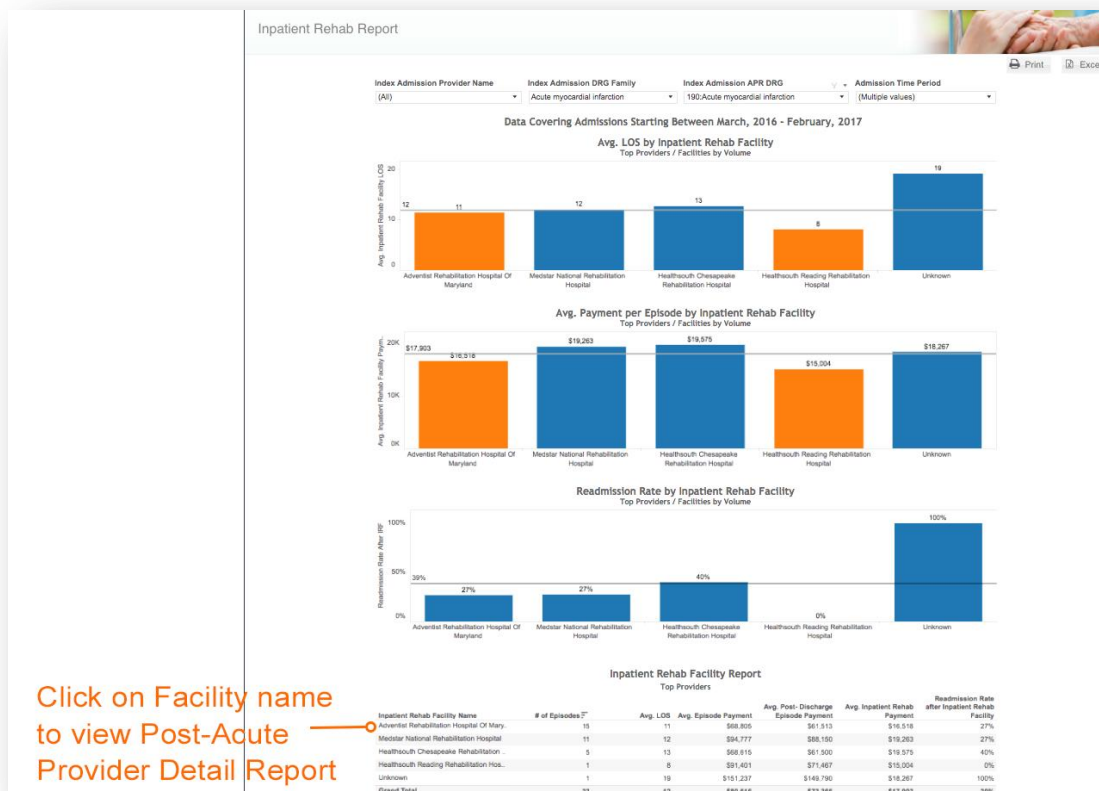 Inpatient Rehab Report
Print Exce
Index Admission Provider Name Index Admission DRG Family Index Admission APR DRG Admission Time Period
(All) Acute myocardial infarction 190:Acute myocardial infarction (Multiple values)
Data Covering Admissions Starting Between March, 2016 - February, 2017
Avg. LOS by Inpatient Rehab Facility
Top Providers / Facilities by Volume
Avg. Inpatient Rehab Facility LOS
20
10
0
12 11 12 13 8 19
Adventist Rehabilitation Hospital Of Medstar National Rehabilitation Healthsouth Chesapeake Healthsouth Reading Rehabilitation Unknown
Maryland Hospital Rehabilitation Hospital Hospital
Avg. Payment per Episode by Inpatient Rehab Facility
Top Providers / Facilities by Volume
Avg. Inpatient Rehab Facility Paym.
20K
10K
0K
$17,903 $16,518 $19,263 $19,575 $15,004 $18,267
Adventist Rehabilitation Hospital Of Medstar National Rehabilitation Healthsouth Chesapeake Healthsouth Reading Rehabilitation Unknown
Maryland Hospital Rehabilitation Hospital Hospital
Readmission Rate by Inpatient Rehab Facility
Top Providers / Facilities by Volume
Readmission Rate After IRF
100%
50%
0%
39% 27% 27% 40% 0% 100%
Adventist Rehabilitation Hospital Of Medstar National Rehabilitation Healthsouth Chesapeake Healthsouth Reading Rehabilitation Unknown
Maryland Hospital Rehabilitation Hospital Hospital
Inpatient Rehab Facility Report
Top Providers
Readmission Rate
Avg. Post- Discharge Avg. Inpatient Rehab after Inpatient Rehab
Inpatient Rehab Facility Name # of Episodes Avg. LOS Avg. Episode Payment Episode Payment Payment Facility
Adventist Rehabilitation Hospital Of Mary.. 15 11 $68,805 $61,513 $16,518 27%
Medstar National Rehabilitation Hospital 11 12 $94,777 $88,150 $19,263 27%
Healthsouth Chesapeake Rehabilitation .. 5 13 $68,615 $61,500 $19,575 40%
Healthsouth Reading Rehabilitation Hos.. 1 8 $91,401 $71,467 $15,004 0%
Unknown 1 19 $151,237 $149,790 $18,267 100%
Grand Total
Click on Facility name
to view Post-Acute
Provider Detail Report